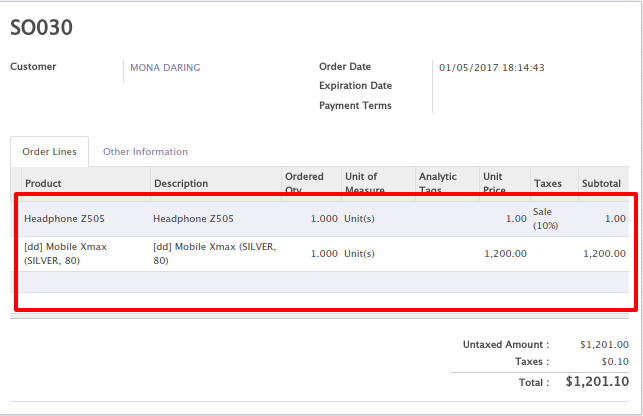 SO030
Customer MONA DARING Order Date 01/05/2017 18:14:43
Expiration Date
Payment Terms
Order Lines Other Information
Product Description Ordered Qty Unit of Measure Analytic Tags Unit Price Taxes Subtotal
Headphone Z505 Headphone Z505 1.000 Unit(s) 1.00 Sale (10%) 1.00
[dd] Mobile Xmax (SILVER, 80) [dd] Mobile Xmax (SILVER, 80) 1.000 Unit(s) 1,200.00 1,200.00
Untaxed Amount : $1,201.00
Taxes : $0.10
Total : $1,201.10